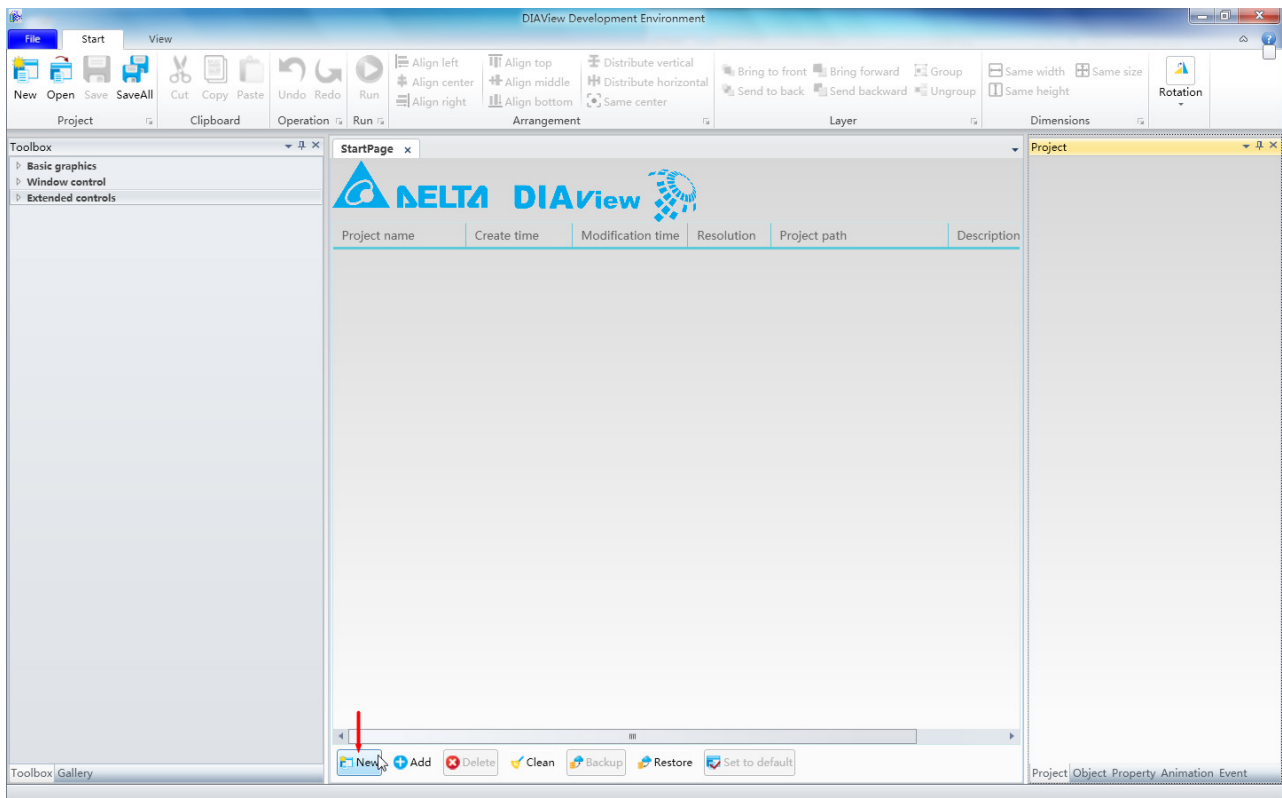 DIAView Development Environment
File Start View
New Open Save SaveAll
Cut Copy Paste
Undo Redo
Run
Align left
Align center
Align right
Align top
Align middle
Align bottom
Distribute vertical
Distribute horizontal
Same center
Bring to front Bring forward Group
Send to back Send backward Ungroup
Same width Same size
Same height
Rotation
Project Clipboard Operation Run Arrangement Layer Dimensions
Toolbox
Basic graphics
Window control
Extended controls
StartPage
DELTA DIAView
Project name Create time Modification time Resolution Project path Description
New Add Delete Clean Backup Restore Set to default
Toolbox Gallery
Project
Project Object Property Animation Event